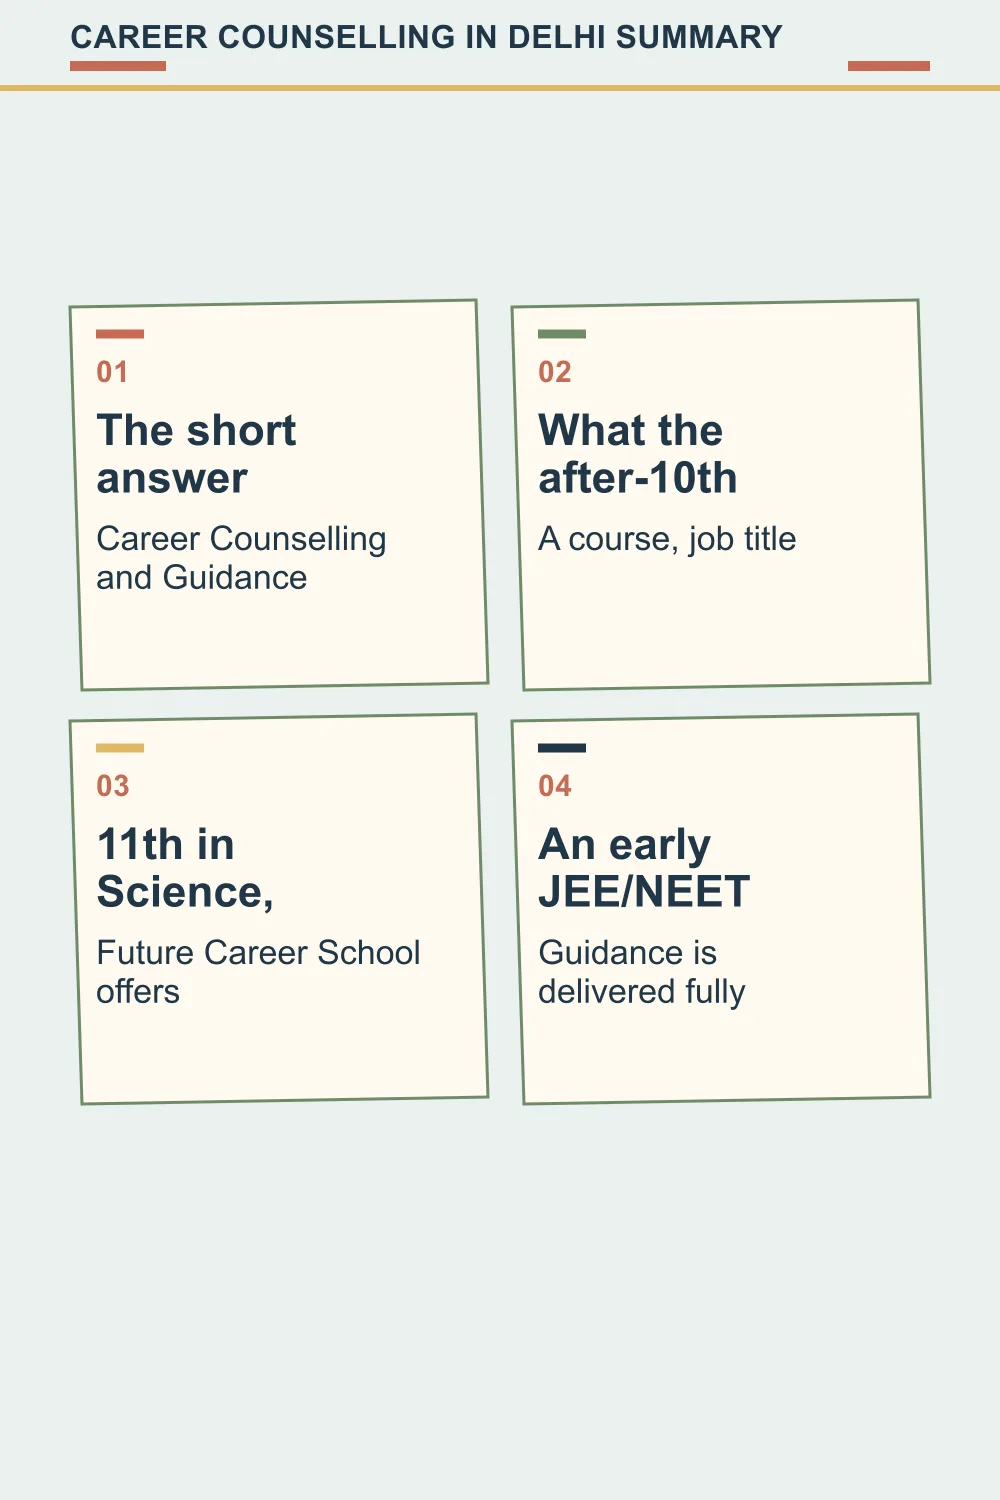 CAREER COUNSELLING IN DELHI SUMMARY
01
The short
answer
Career Counselling
and Guidance
02
What the
after-10th
A course, job title
03
11th in
Science,
Future Career School
offers
04
An early
JEE/NEET
Guidance is
delivered fully